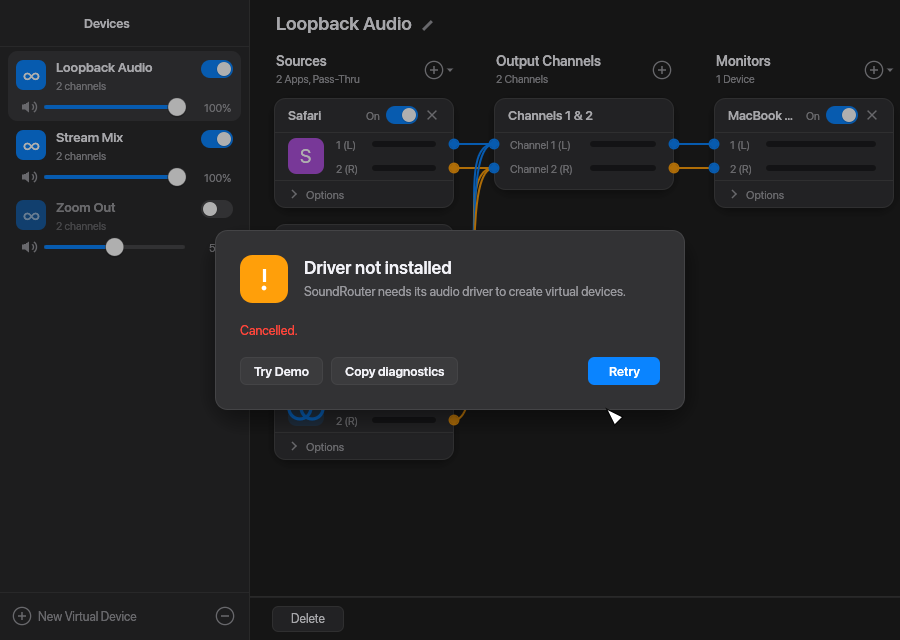 Devices
Loopback Audio
2 channels
100%
Stream Mix
2 channels
100%
Zoom Out
2 channels
New Virtual Device
Loopback Audio
Sources
2 Apps, Pass-Thru
Output Channels
2 Channels
Monitors
1 Device
Safari
On
S
1 (L)
2 (R)
Options
Channels 1 & 2
Channel 1 (L)
Channel 2 (R)
MacBook ...
On
1 (L)
2 (R)
Options
Driver not installed
SoundRouter needs its audio driver to create virtual devices.
Cancelled.
Try Demo
Copy diagnostics
Retry
2 (R)
Options
Delete